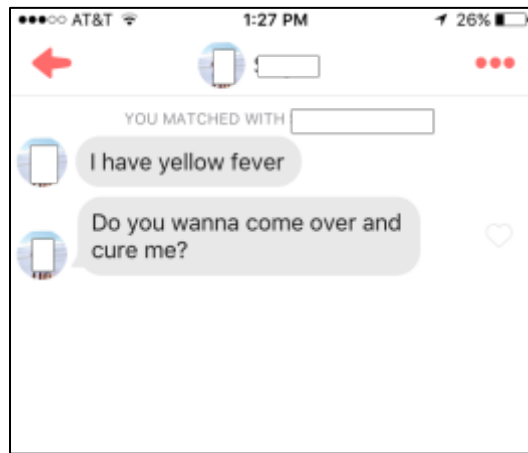 AT&T 1:27 PM 26%
YOU MATCHED WITH
I have yellow fever
Do you wanna come over and
cure me?